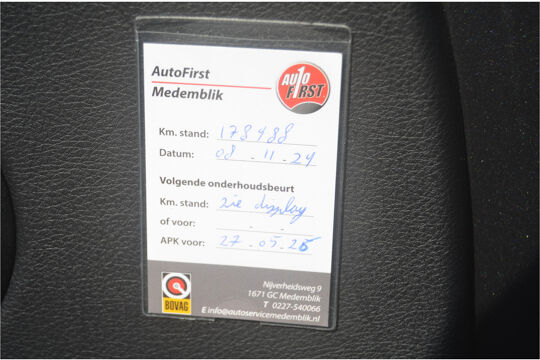 AutoFirst
AUTO
FIRST
Medemblik
Km. stand: 178488
Datum: 08 . 11 . 24
Volgende onderhoudsbeurt
Km. stand: zie display
of voor: . .
APK voor: 27 . 05 . 26
Nijverheidsweg 9
1671 GC Medemblik
T 0227-540066
E info@autoservicemedemblik.nl
BOVAG